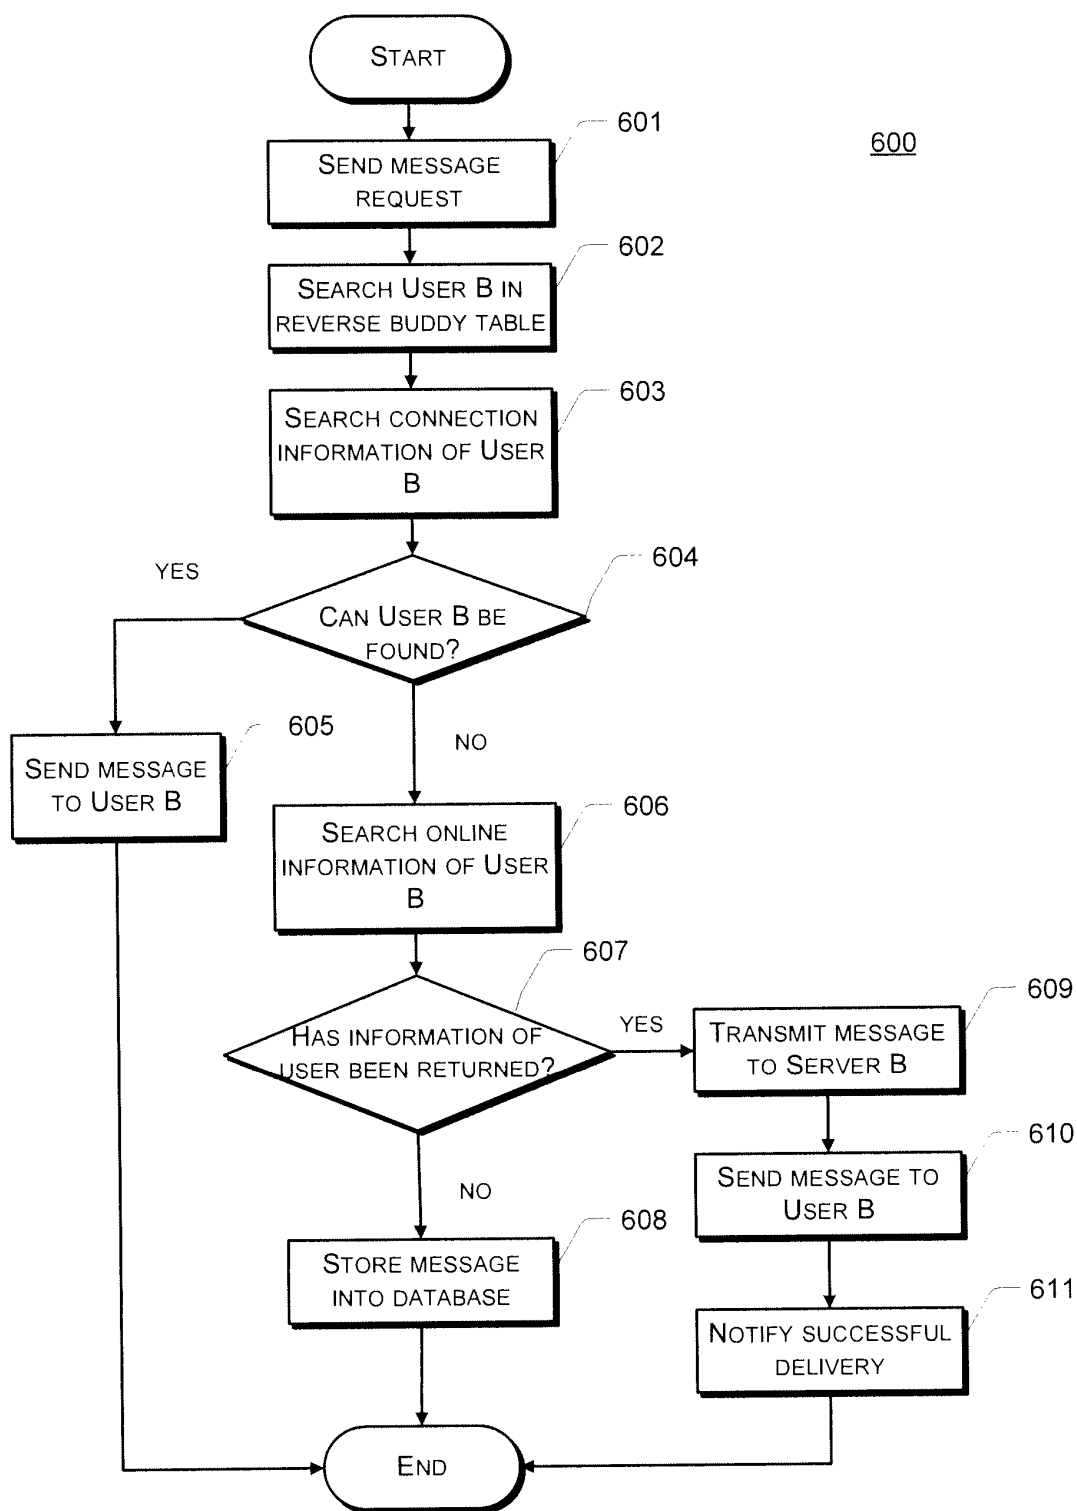 START
601
600
SEND MESSAGE
REQUEST
602
SEARCH USER B IN
REVERSE BUDDY TABLE
603
SEARCH CONNECTION
INFORMATION OF USER
B
604
YES
CAN USER B BE
FOUND?
605
NO
SEND MESSAGE
TO USER B
606
SEARCH ONLINE
INFORMATION OF USER
B
607
609
HAS INFORMATION OF
USER BEEN RETURNED?
YES
TRANSMIT MESSAGE
TO SERVER B
610
SEND MESSAGE TO
USER B
NO
608
STORE MESSAGE
INTO DATABASE
611
NOTIFY SUCCESSFUL
DELIVERY
END